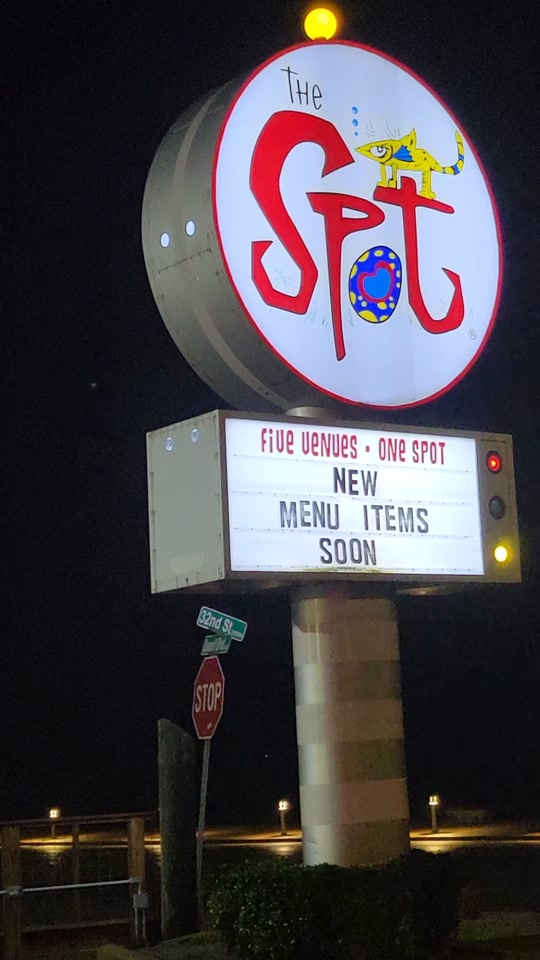 THE
Spot
®
FiVE VENUES • ONE SPOT
NEW
MENU ITEMS
SOON
32nd St
STOP